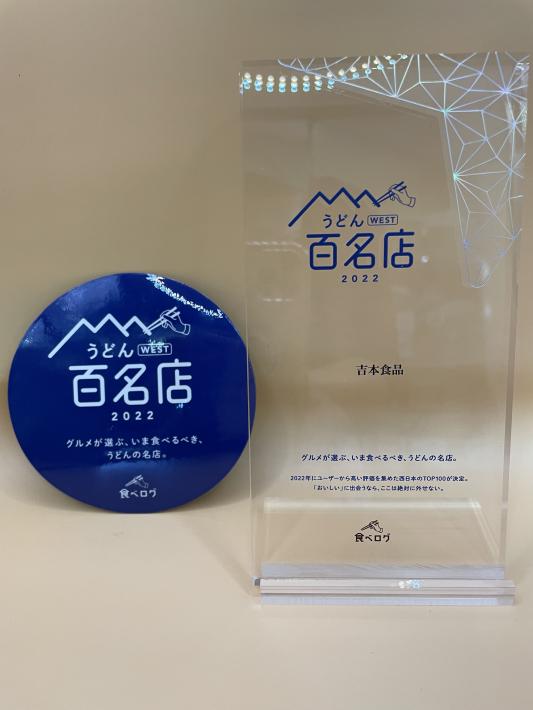 うどん WEST
百名店
2022
グルメが選ぶ、いま食べるべき、
うどんの名店。
食べログ
うどん WEST
百名店
2022
吉本食品
グルメが選ぶ、いま食べるべき、うどんの名店。
2022年にユーザーから高い評価を集めた西日本のTOP100が決定。
「おいしい」に出会うなら、ここは絶対に外せない。
食べログ